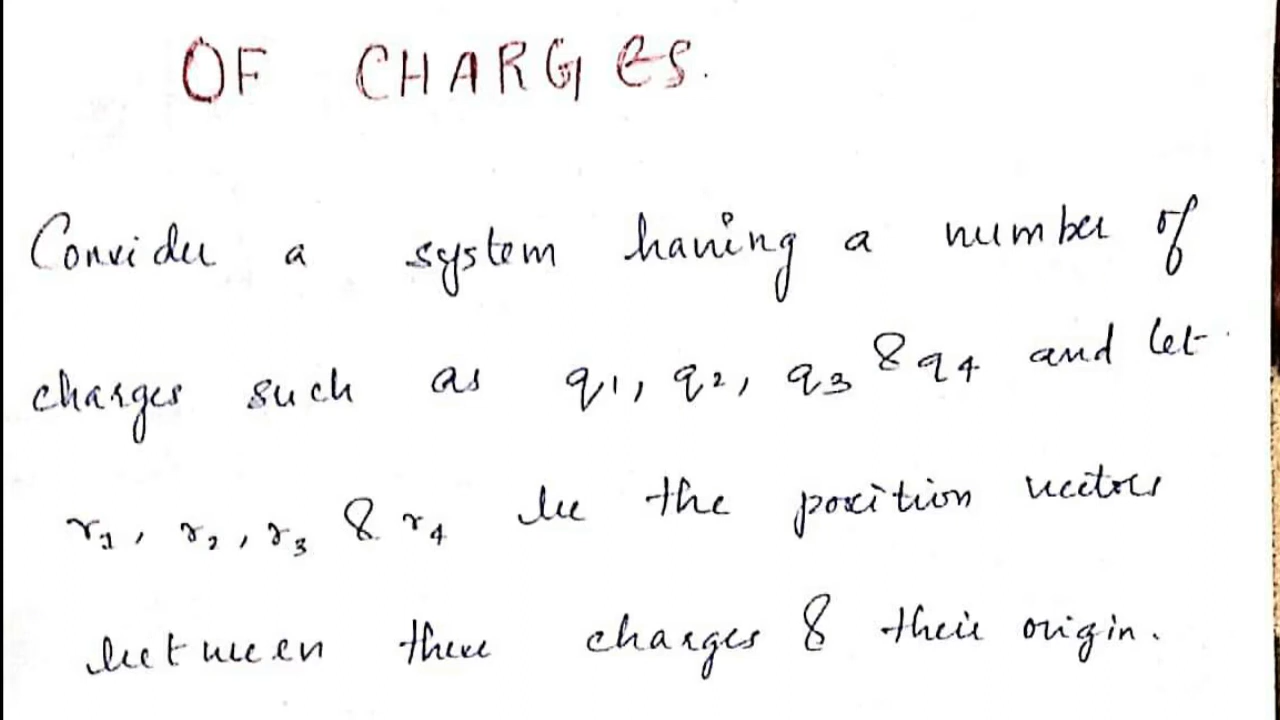 OF CHARGES.
Consider a system having a number of
charges such as q1, q2, q3 & q4 and let
r1, r2, r3 & r4 be the position vectors
between these charges & their origin.